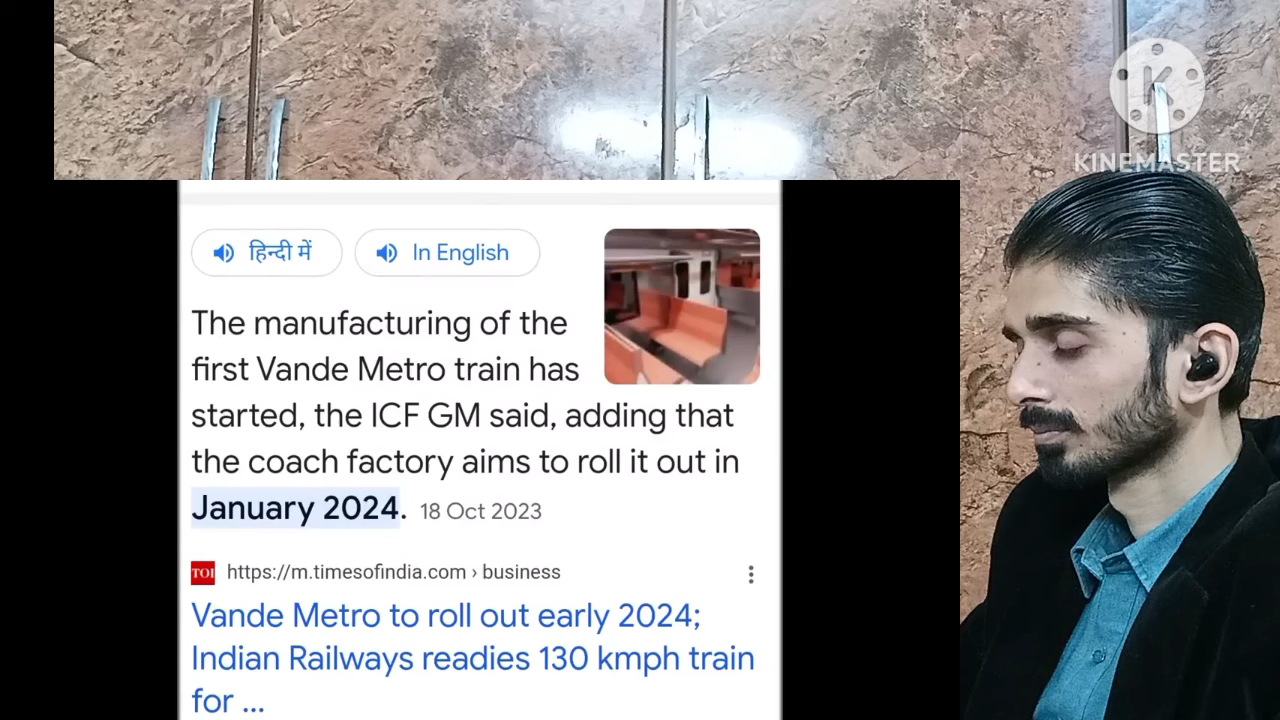 KINEMASTER
हिन्दी में
In English
The manufacturing of the
first Vande Metro train has
started, the ICF GM said, adding that
the coach factory aims to roll it out in
January 2024. 18 Oct 2023
TOI https://m.timesofindia.com › business
Vande Metro to roll out early 2024;
Indian Railways readies 130 kmph train
for ...